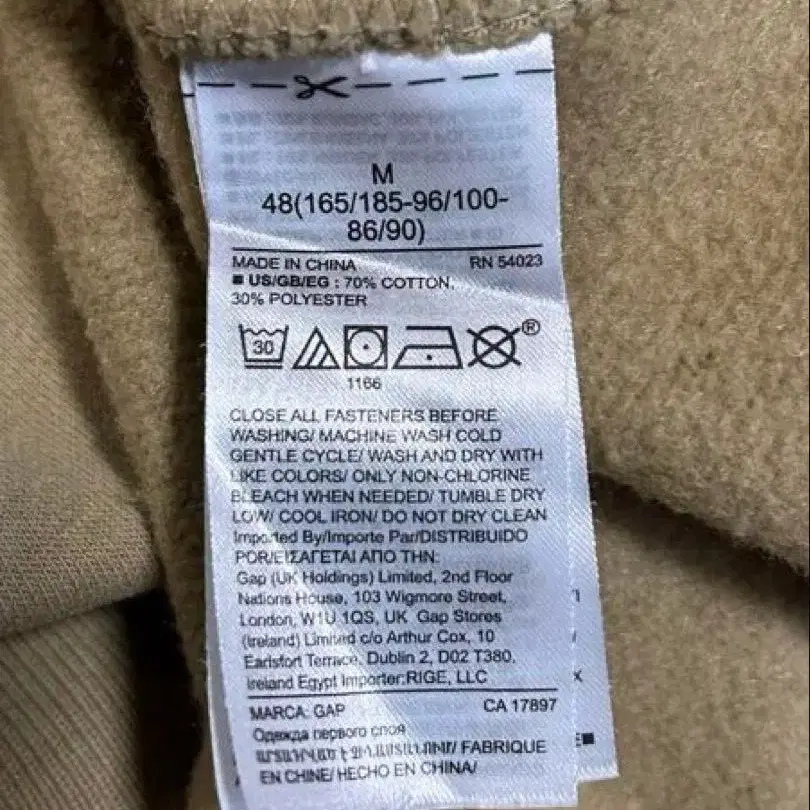 M
48(165/185-96/100-
86/90)
MADE IN CHINA RN 54023
■ US/GB/EG : 70% COTTON,
30% POLYESTER
30
®
1166
CLOSE ALL FASTENERS BEFORE
WASHING/ MACHINE WASH COLD
GENTLE CYCLE/ WASH AND DRY WITH
LIKE COLORS/ ONLY NON-CHLORINE
BLEACH WHEN NEEDED/ TUMBLE DRY
LOW/ COOL IRON/ DO NOT DRY CLEAN
Imported By/Importe Par/DISTRIBUIDO
POR/ΕΙΣΑΓΕΤΑΙ ΑΠΟ ΤΗΝ:
Gap (UK Holdings) Limited, 2nd Floor
Nations House, 103 Wigmore Street,
London, W1U 1QS, UK Gap Stores
(Ireland) Limited c/o Arthur Cox, 10
Earlsfort Terrace, Dublin 2, D02 T380,
Ireland Egypt Importer:RIGE, LLC
MARCA: GAP CA 17897
Одежда первого слоя
FABRIQUE
EN CHINE/ HECHO EN CHINA/